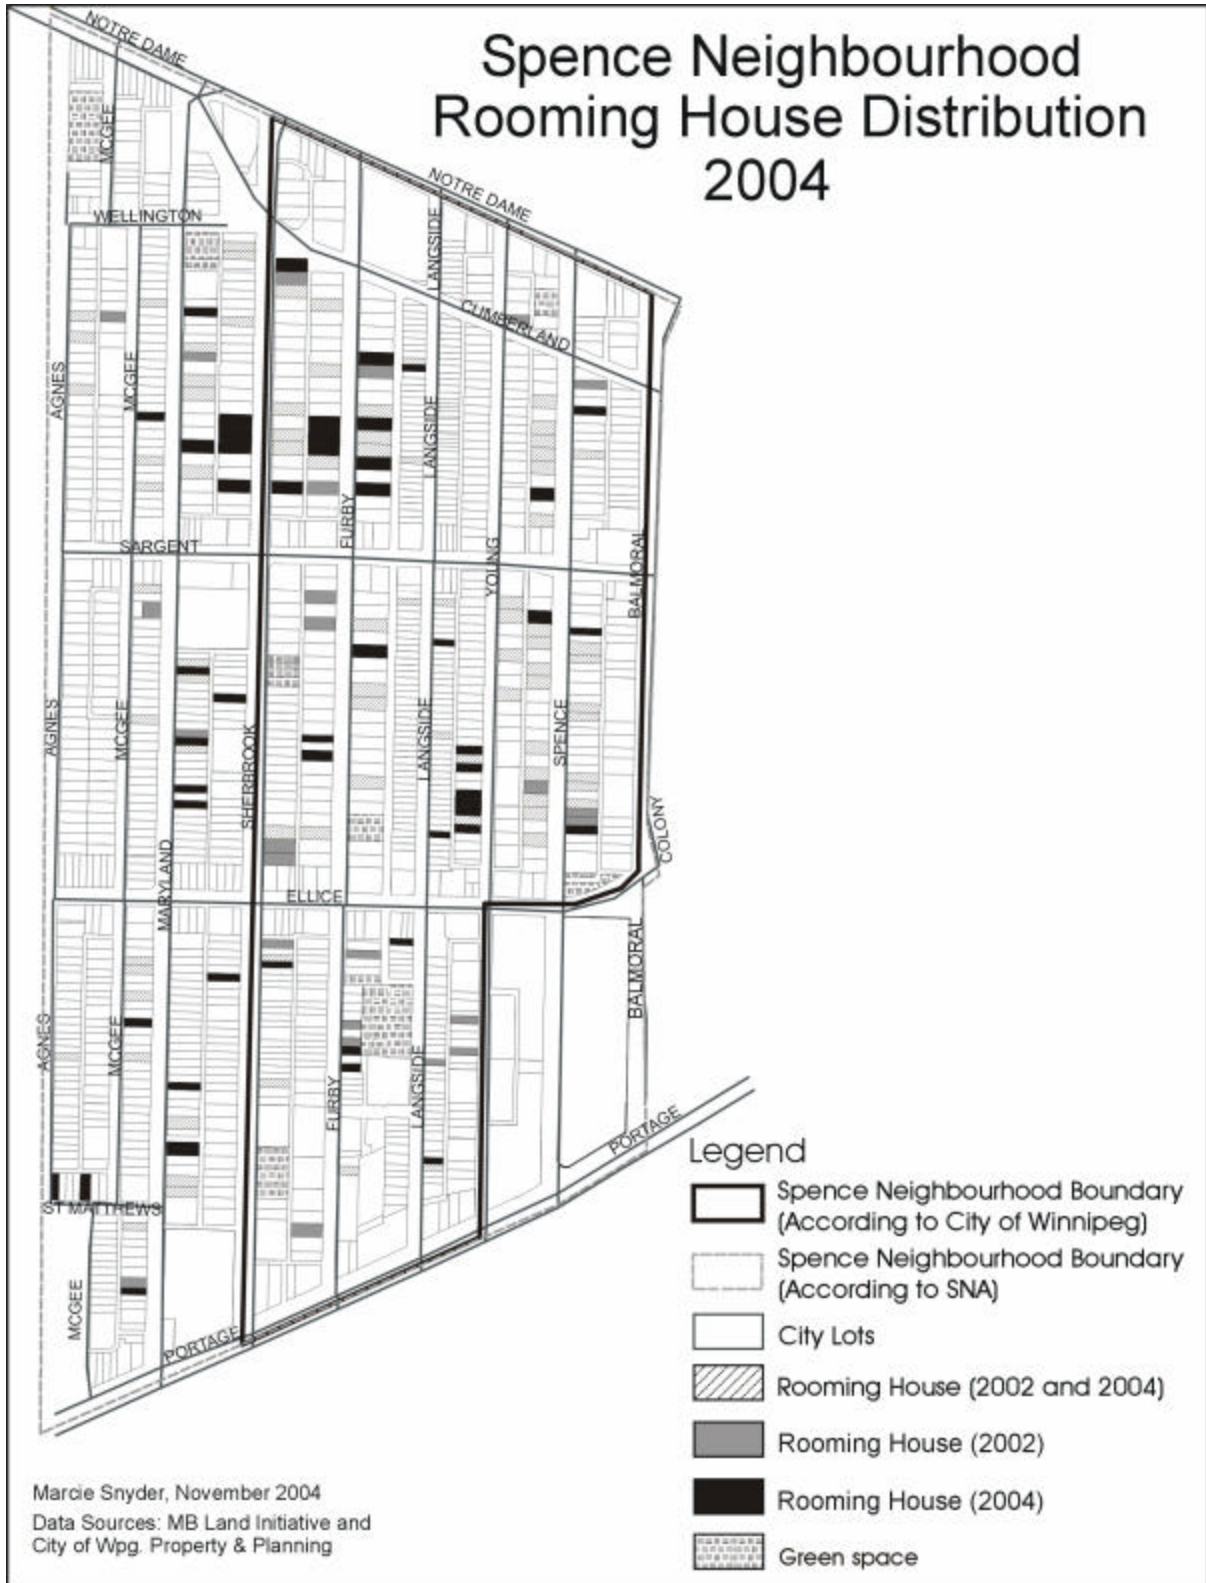 Spence Neighbourhood
Rooming House Distribution
2004
NOTRE DAME
MCGEE
NOTRE DAME
WELLINGTON
LANGSIDE
CUMBERLAND
AGNES
MCGEE
LANGSIDE
FURBY
SARGENT
YOUNG
BALMORAL
AGNES
MCGEE
SHERBROOK
LANGSIDE
SPENCE
COLONY
MARYLAND
ELLICE
BALMORAL
AGNES
MCGEE
FURBY
LANGSIDE
PORTAGE
ST MATTHEWS
MCGEE
PORTAGE
Legend
Spence Neighbourhood Boundary
(According to City of Winnipeg)
Spence Neighbourhood Boundary
(According to SNA)
City Lots
Rooming House (2002 and 2004)
Rooming House (2002)
Rooming House (2004)
Green space
Marcie Snyder, November 2004
Data Sources: MB Land Initiative and
City of Wpg. Property & Planning